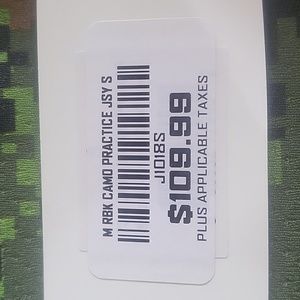 M RBK CAMO PRACTICE JSY S
J1018S
$109.99
PLUS APPLICABLE TAXES